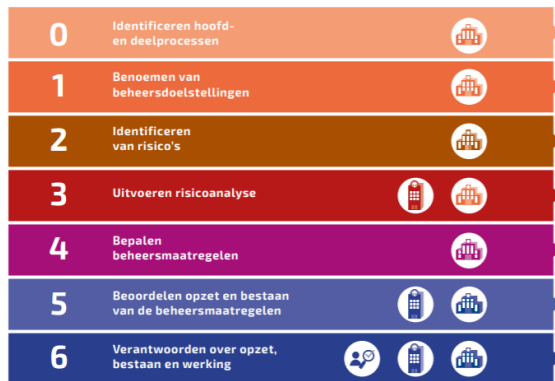 0
Identificeren hoofd-
en deelprocessen
1
Benoemen van
beheersdoelstellingen
2
Identificeren
van risico's
3
Uitvoeren risicoanalyse
4
Bepalen
beheersmaatregelen
5
Beoordelen opzet en bestaan
van de beheersmaatregelen
6
Verantwoorden over opzet,
bestaan en werking